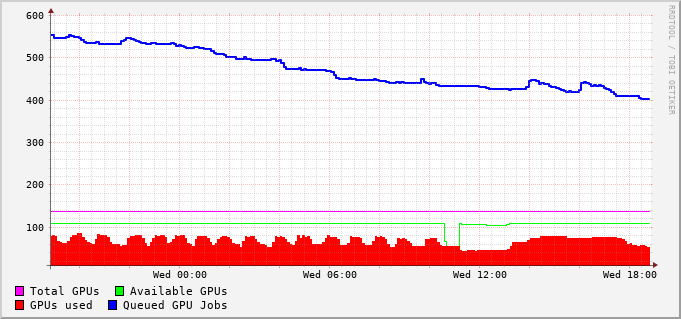 600
500
400
300
200
100
Wed 00:00 Wed 06:00 Wed 12:00 Wed 18:00
Total GPUs Available GPUs
GPUs used Queued GPU Jobs
RRDTOOL / TOBI OETIKER